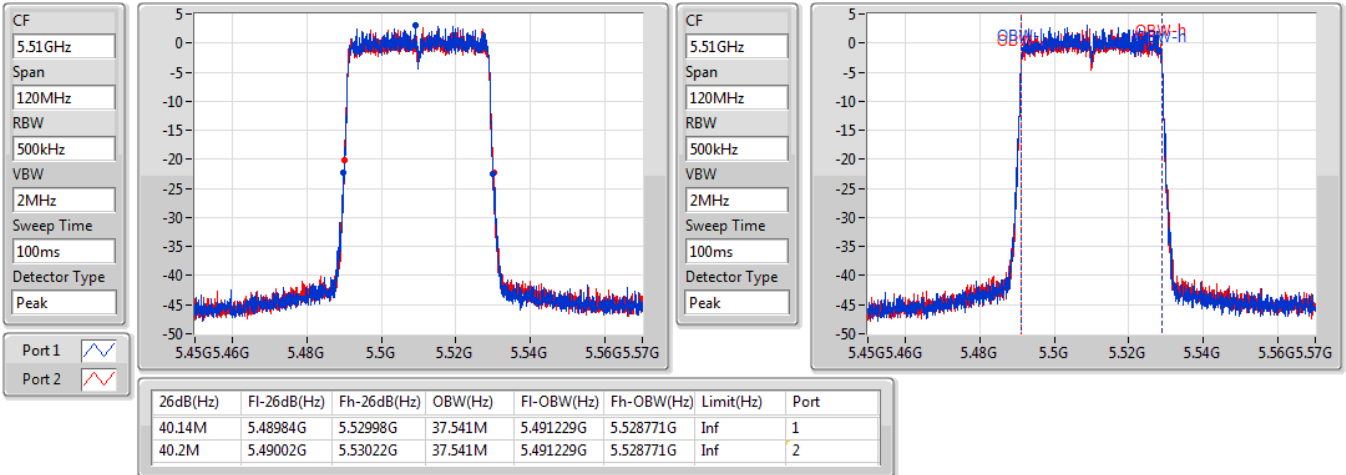 CF
5.51GHz
Span
120MHz
RBW
500kHz
VBW
2MHz
Sweep Time
100ms
Detector Type
Peak
5
0
-5
-10
-15
-20
-25
-30
-35
-40
-45
-50
5.45G 5.46G 5.48G 5.5G 5.52G 5.54G 5.56G 5.57G
CF
5.51GHz
Span
120MHz
RBW
500kHz
VBW
2MHz
Sweep Time
100ms
Detector Type
Peak
5
0
-5
-10
-15
-20
-25
-30
-35
-40
-45
-50
OBW-h
OBW-h
5.45G 5.46G 5.48G 5.5G 5.52G 5.54G 5.56G 5.57G
Port 1
Port 2
26dB(Hz) Fl-26dB(Hz) Fh-26dB(Hz) OBW(Hz) Fl-OBW(Hz) Fh-OBW(Hz) Limit(Hz) Port
40.14M 5.48984G 5.52998G 37.541M 5.491229G 5.528771G Inf 1
40.2M 5.49002G 5.53022G 37.541M 5.491229G 5.528771G Inf 2